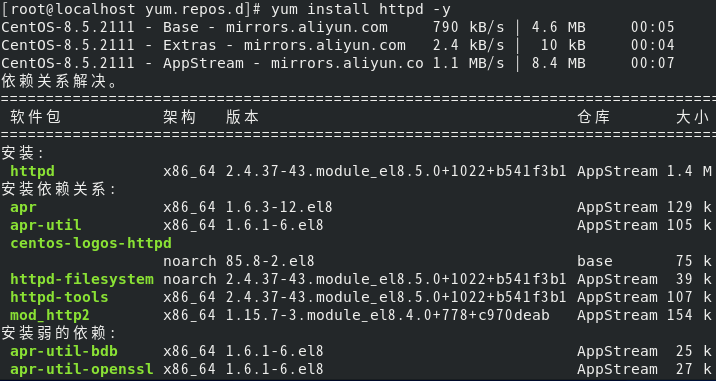 [root@localhost yum.repos.d]# yum install httpd -y
CentOS-8.5.2111 - Base - mirrors.aliyun.com     790 kB/s | 4.6 MB     00:05
CentOS-8.5.2111 - Extras - mirrors.aliyun.com   2.4 kB/s |  10 kB     00:04
CentOS-8.5.2111 - AppStream - mirrors.aliyun.co 1.1 MB/s | 8.4 MB     00:07
依赖关系解决。
================================================================================
软件包 架构 版本 仓库 大小
================================================================================
安装:
httpd x86_64 2.4.37-43.module_el8.5.0+1022+b541f3b1 AppStream 1.4 M
安装依赖关系:
apr x86_64 1.6.3-12.el8 AppStream 129 k
apr-util x86_64 1.6.1-6.el8 AppStream 105 k
centos-logos-httpd
noarch 85.8-2.el8 base 75 k
httpd-filesystem noarch 2.4.37-43.module_el8.5.0+1022+b541f3b1 AppStream 39 k
httpd-tools x86_64 2.4.37-43.module_el8.5.0+1022+b541f3b1 AppStream 107 k
mod_http2 x86_64 1.15.7-3.module_el8.4.0+778+c970deab AppStream 154 k
安装弱的依赖:
apr-util-bdb x86_64 1.6.1-6.el8 AppStream 25 k
apr-util-openssl x86_64 1.6.1-6.el8 AppStream 27 k